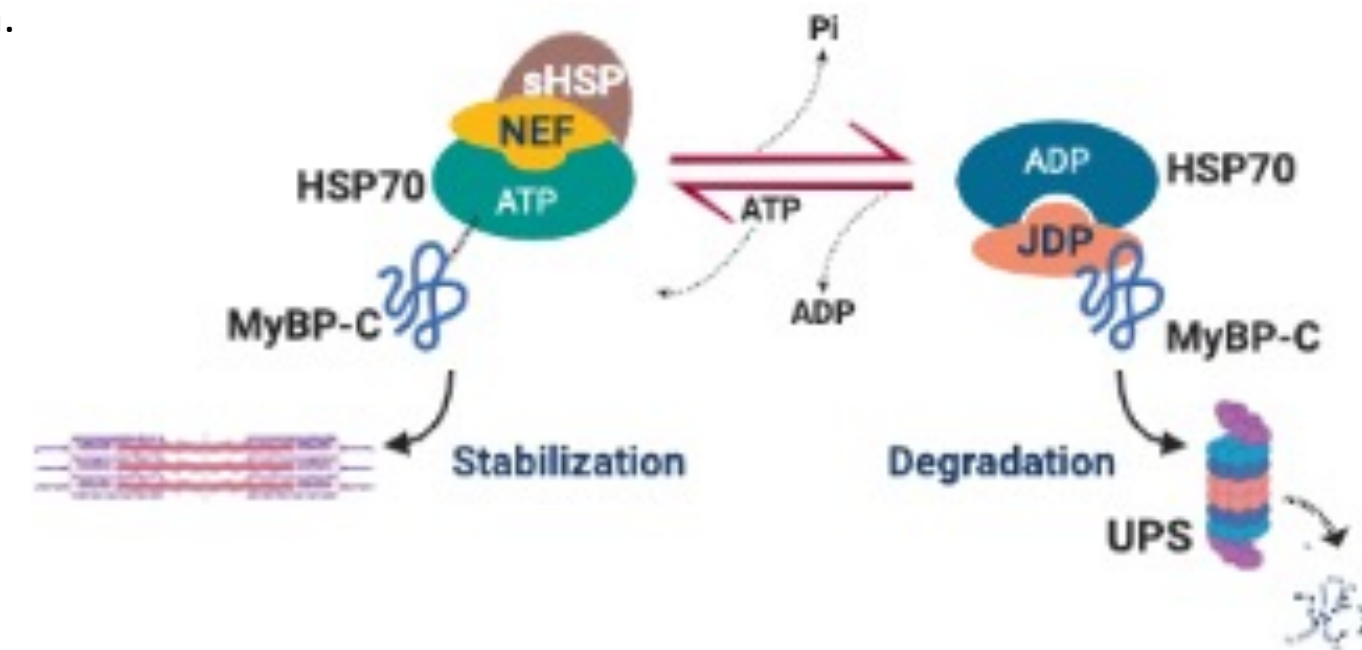 Pi
sHSP
NEF
HSP70
ATP
ADP
HSP70
ATP
JDP
MyBP-C
ADP
MyBP-C
Stabilization
Degradation
UPS